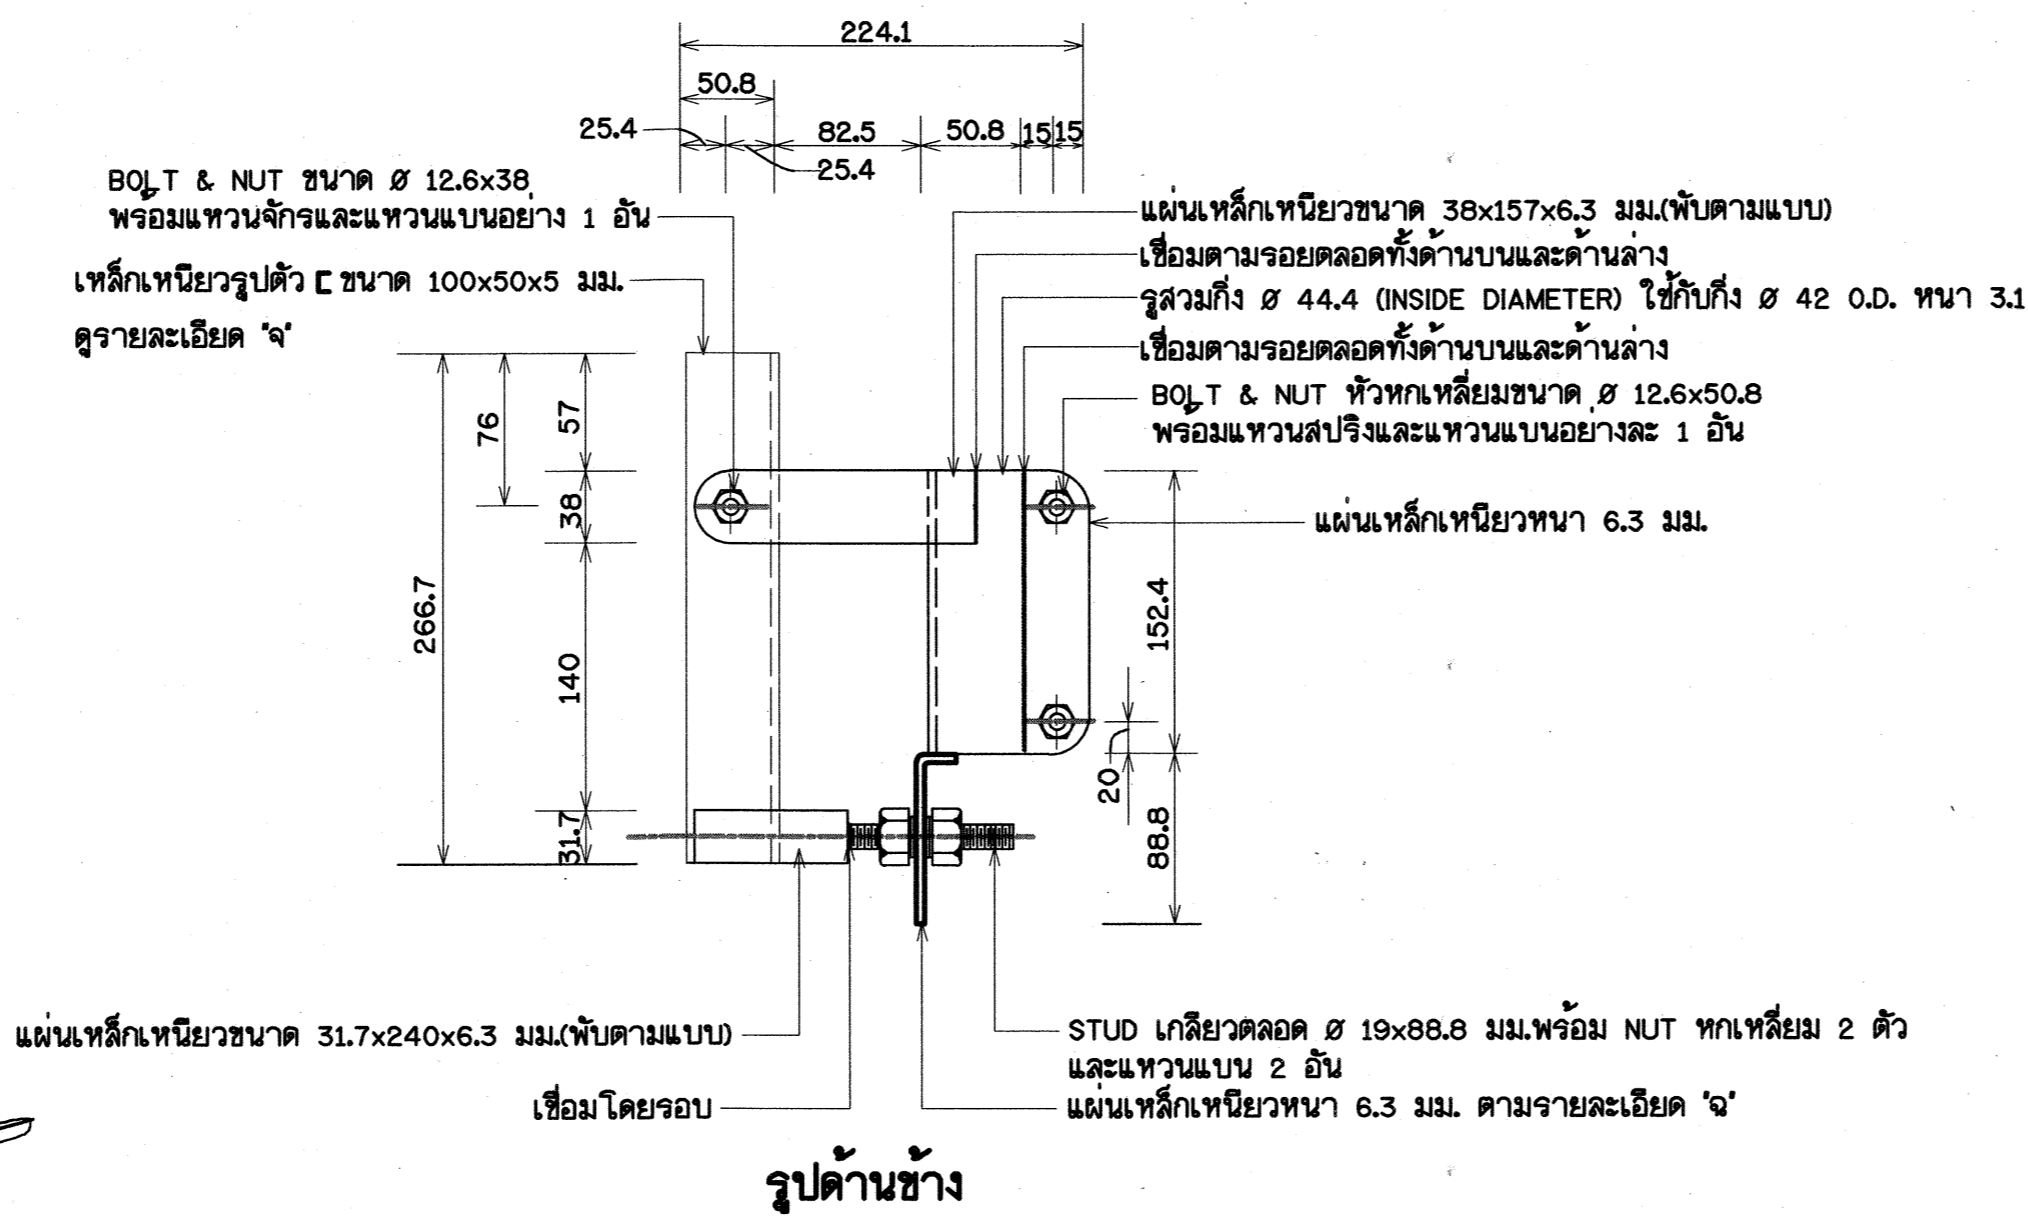 224.1
50.8
25.4
82.5
50.8
15
15
25.4
BOLT & NUT ขนาด Ø 12.6x38
พร้อมแหวนจักรและแหวนแบนอย่าง 1 อัน
เหล็กเหนียวรูปตัว [ ขนาด 100x50x5 มม.
ดูรายละเอียด "จ"
แผ่นเหล็กเหนียวขนาด 38x157x6.3 มม.(พับตามแบบ)
เชื่อมตามรอยตลอดทั้งด้านบนและด้านล่าง
รูสวมกิ่ง Ø 44.4 (INSIDE DIAMETER) ใช้กับกิ่ง Ø 42 O.D. หนา 3.1
เชื่อมตามรอยตลอดทั้งด้านบนและด้านล่าง
BOLT & NUT หัวหกเหลี่ยมขนาด Ø 12.6x50.8
พร้อมแหวนสปริงและแหวนแบนอย่างละ 1 อัน
แผ่นเหล็กเหนียวหนา 6.3 มม.
266.7
76
57
38
140
31.7
152.4
20
88.8
แผ่นเหล็กเหนียวขนาด 31.7x240x6.3 มม.(พับตามแบบ)
เชื่อมโดยรอบ
STUD เกลียวตลอด Ø 19x88.8 มม.พร้อม NUT หกเหลี่ยม 2 ตัว
และแหวนแบน 2 อัน
แผ่นเหล็กเหนียวหนา 6.3 มม. ตามรายละเอียด "ฉ"
รูปด้านข้าง